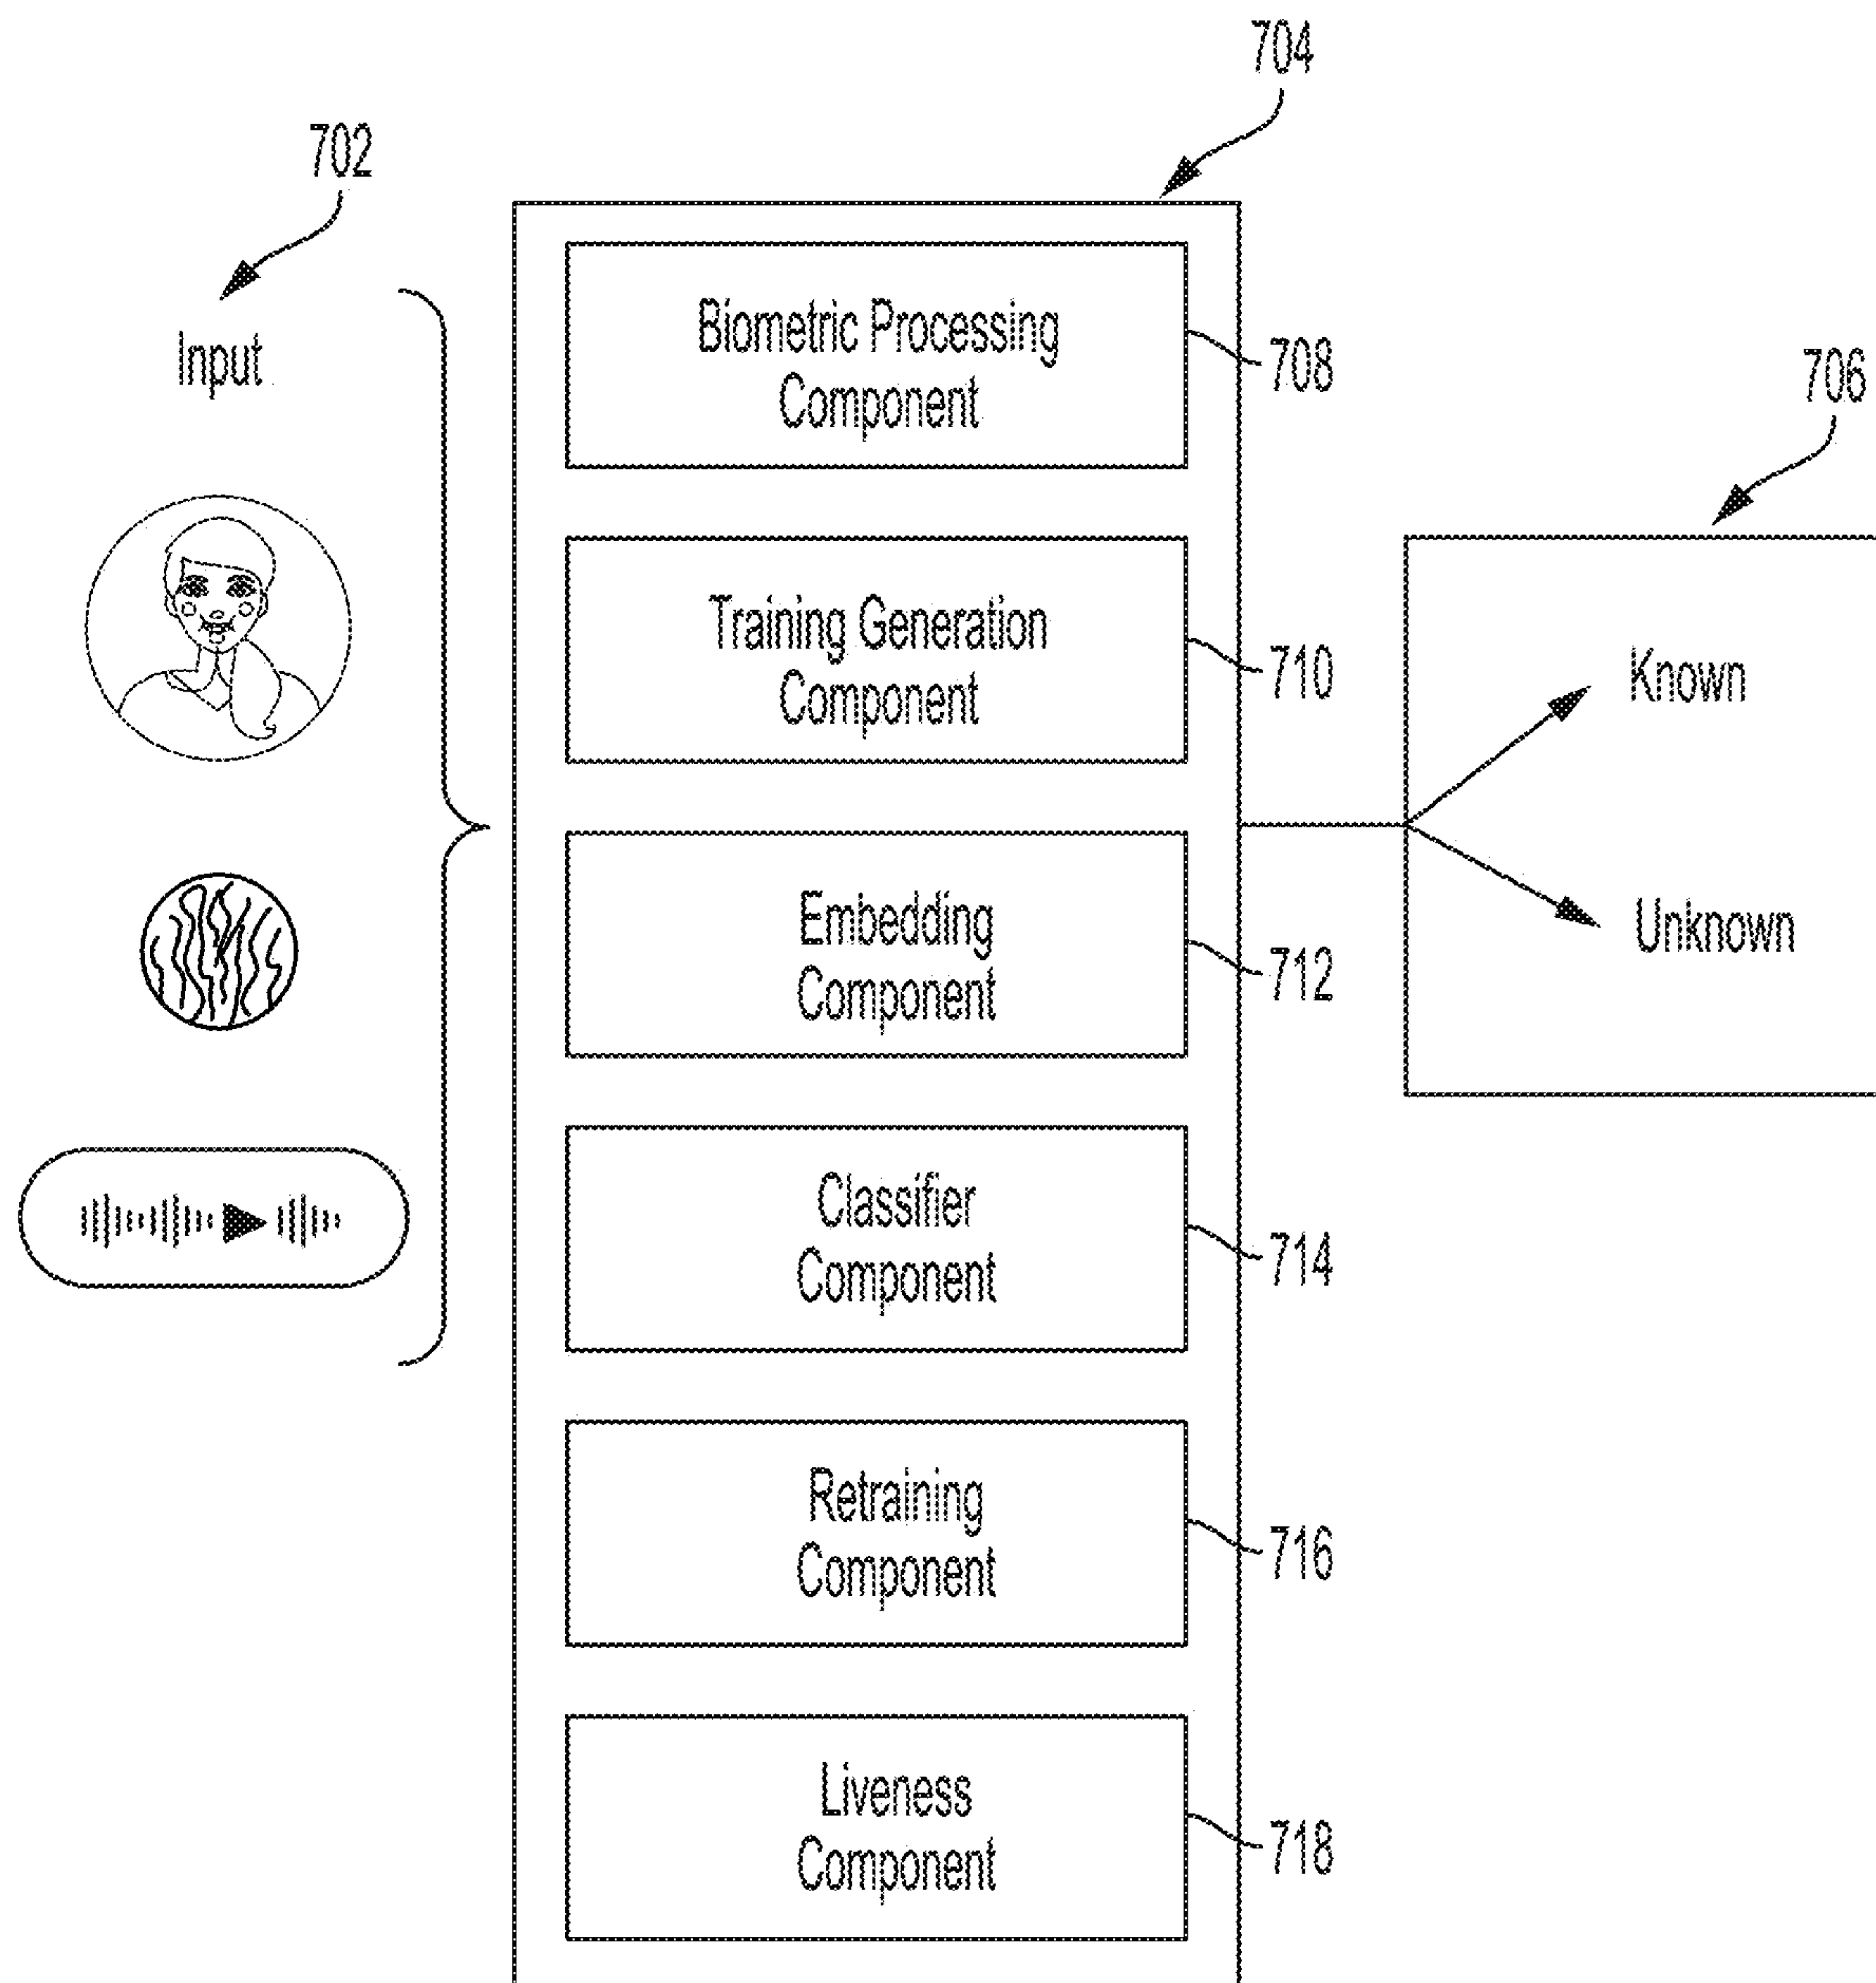 704
702
Input
Biometric Processing
Component
708
706
Training Generation
Component
710
Known
Embedding
Component
712
Unknown
Classifier
Component
714
Retraining
Component
716
Liveness
Component
718